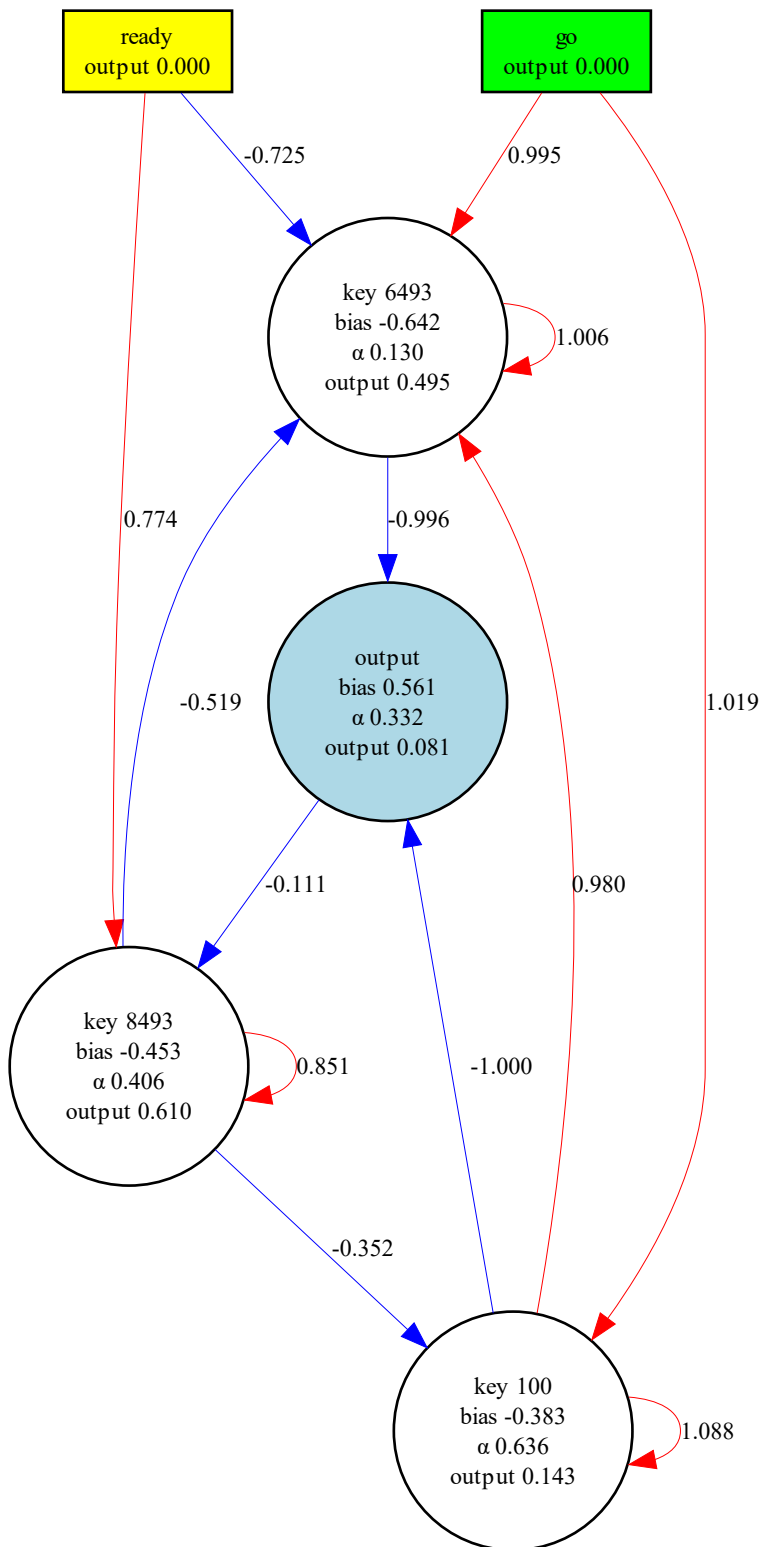 ready
output 0.000
go
output 0.000
-0.725
0.995
key 6493
bias -0.642
α 0.130
output 0.495
1.006
0.774
-0.996
-0.519
output
bias 0.561
α 0.332
output 0.081
1.019
-0.111
0.980
key 8493
bias -0.453
α 0.406
output 0.610
0.851
-1.000
-0.352
key 100
bias -0.383
α 0.636
output 0.143
1.088